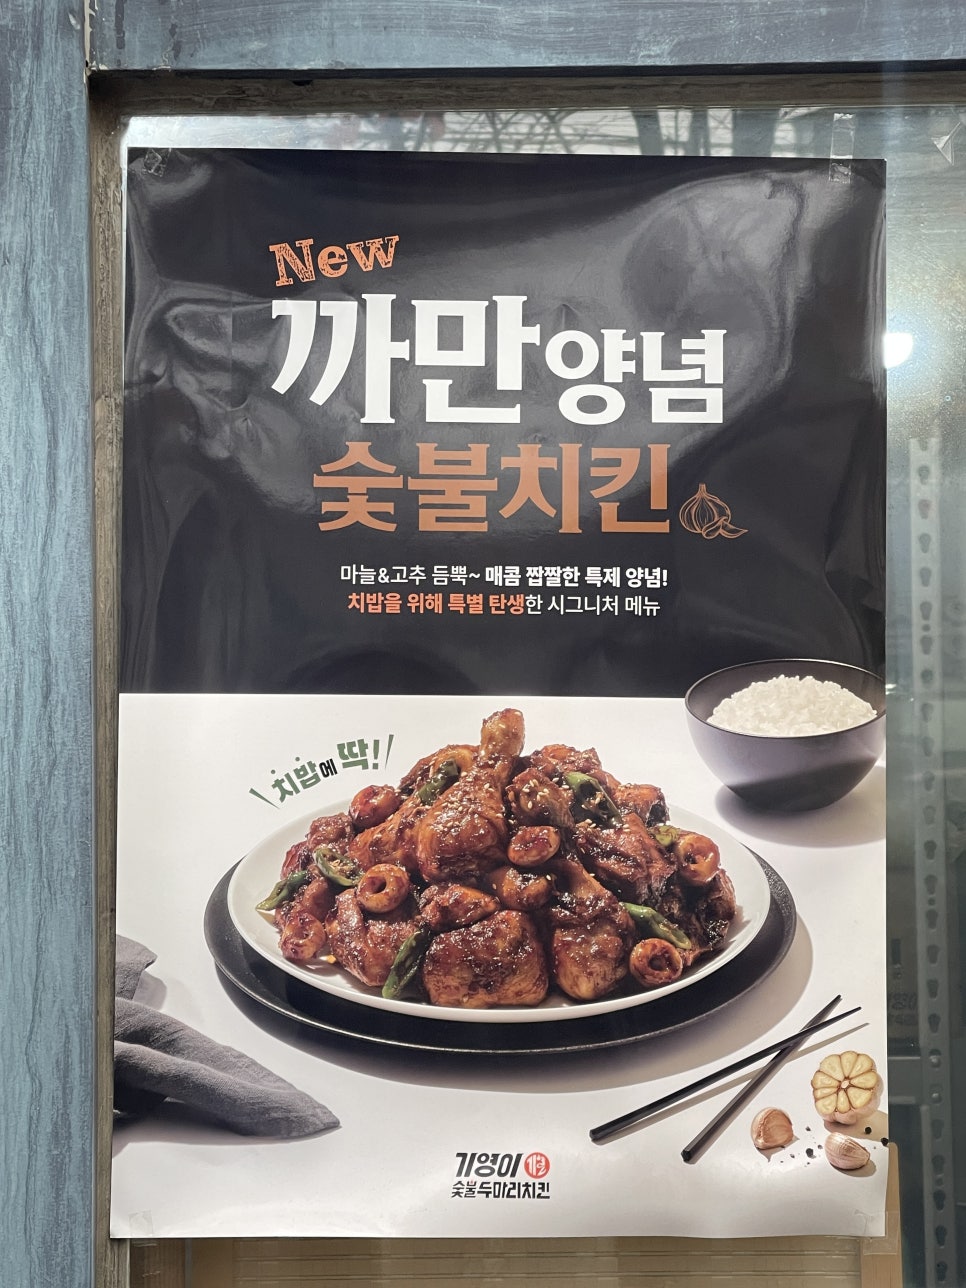 New
까만양념
숯불치킨
마늘&고추 듬뿍~ 매콤 짭짤한 특제 양념!
치밥을 위해 특별 탄생한 시그니처 메뉴
치밥에 딱!
기영이
숯불두마리치킨